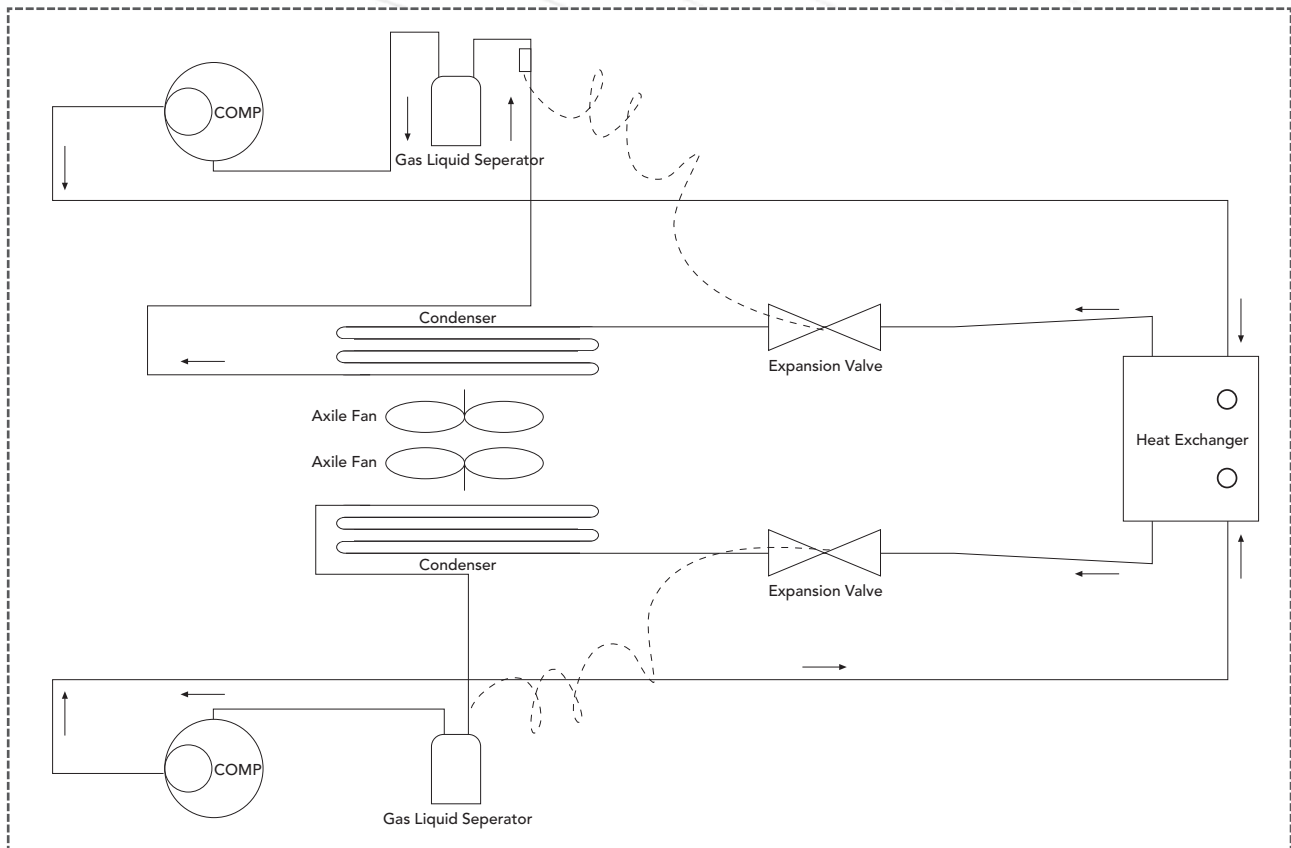 COMP
Gas Liquid Seperator
Condenser
Expansion Valve
Axile Fan
Heat Exchanger
Axile Fan
Condenser
Expansion Valve
COMP
Gas Liquid Seperator